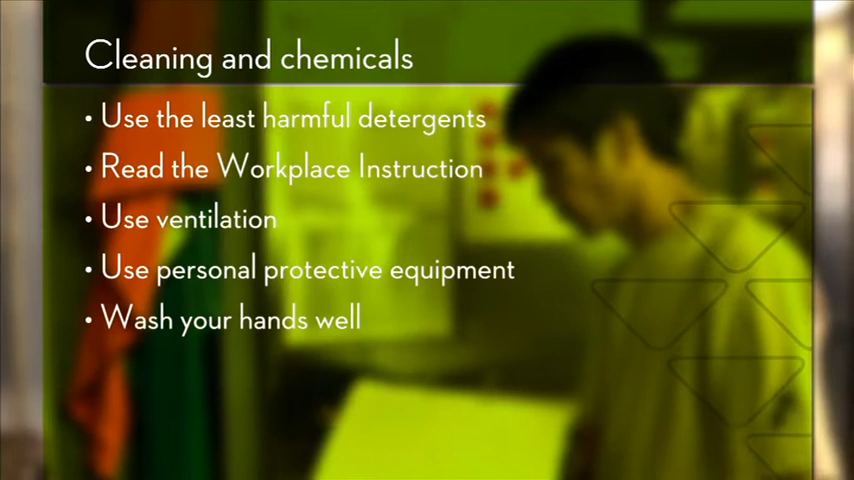 Cleaning and chemicals
• Use the least harmful detergents
• Read the Workplace Instruction
• Use ventilation
• Use personal protective equipment
• Wash your hands well